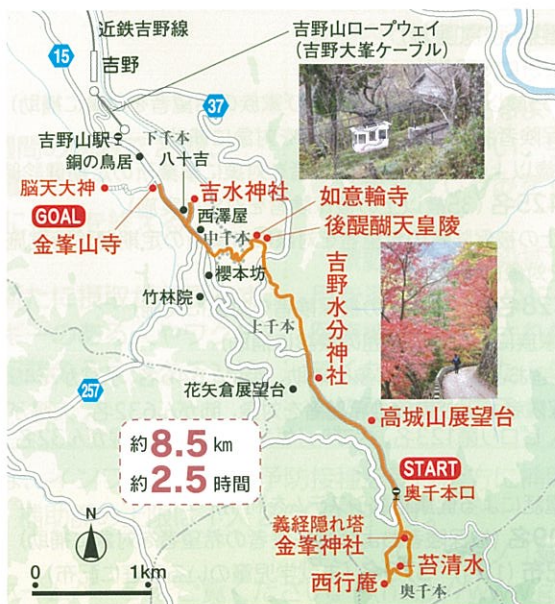 近鉄吉野線
吉野山ロープウェイ
（吉野大峯ケーブル）
15
吉野
37
吉野山駅
下千本
銅の鳥居
八十吉
脳天大神
吉水神社
如意輪寺
GOAL
西澤屋
後醍醐天皇陵
金峯山寺
中千本
櫻本坊
竹林院
吉野水分神社
上千本
257
花矢倉展望台
高城山展望台
約8.5km
約2.5時間
START
奥千本口
義経隠れ塔
金峯神社
N
苔清水
西行庵
奥千本
0 1km